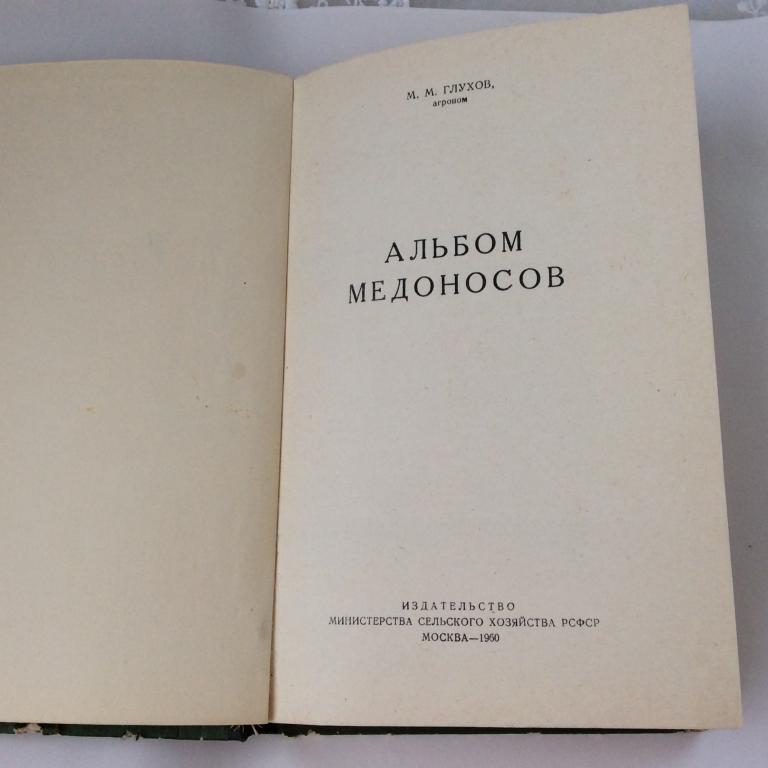 М. М. ГЛУХОВ,
агроном
АЛЬБОМ
МЕДОНОСОВ
ИЗДАТЕЛЬСТВО
МИНИСТЕРСТВА СЕЛЬСКОГО ХОЗЯЙСТВА РСФСР
МОСКВА—1960